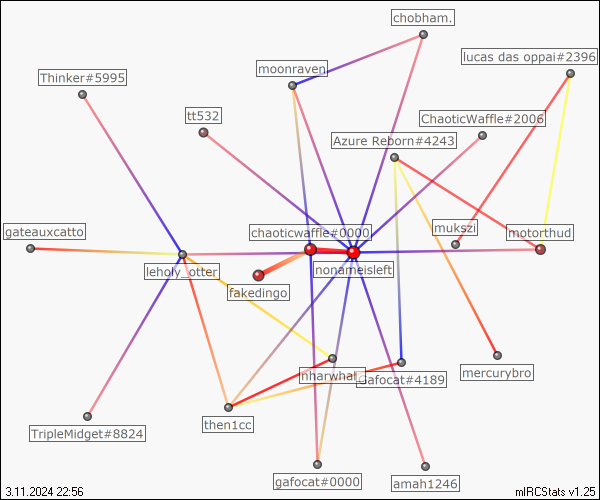 chobham.
lucas das oppai#2396
moonraven
Thinker#5995
tt532
ChaoticWaffle#2006
Azure Reborn#4243
gateauxcatto
chaoticwaffle#0000
mukszi
motorthud
leholy_otter
nonameisleft
fakedingo
nharwhal
Gafocat#4189
mercurybro
then1cc
TripleMidget#8824
gafocat#0000
amah1246
3.11.2024 22:56
mIRCStats v1.25